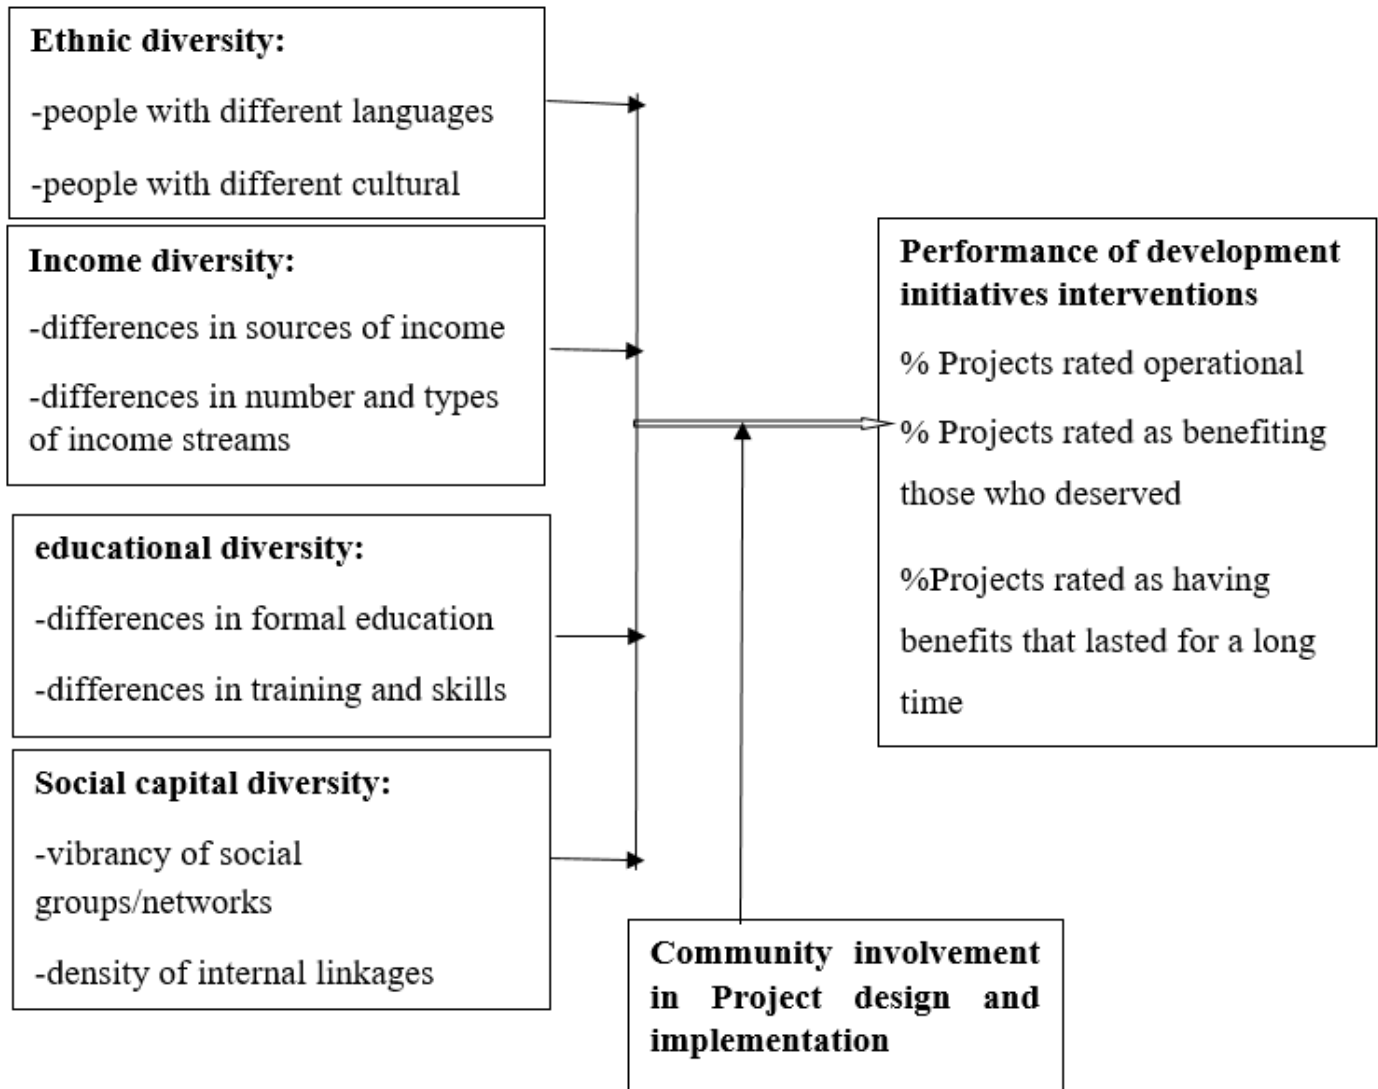 Ethnic diversity:
-people with different languages
-people with different cultural
Income diversity:
-differences in sources of income
-differences in number and types
of income streams
educational diversity:
-differences in formal education
-differences in training and skills
Social capital diversity:
-vibrancy of social
groups/networks
-density of internal linkages
Performance of development
initiatives interventions
% Projects rated operational
% Projects rated as benefiting
those who deserved
%Projects rated as having
benefits that lasted for a long
time
Community involvement
in Project design and
implementation